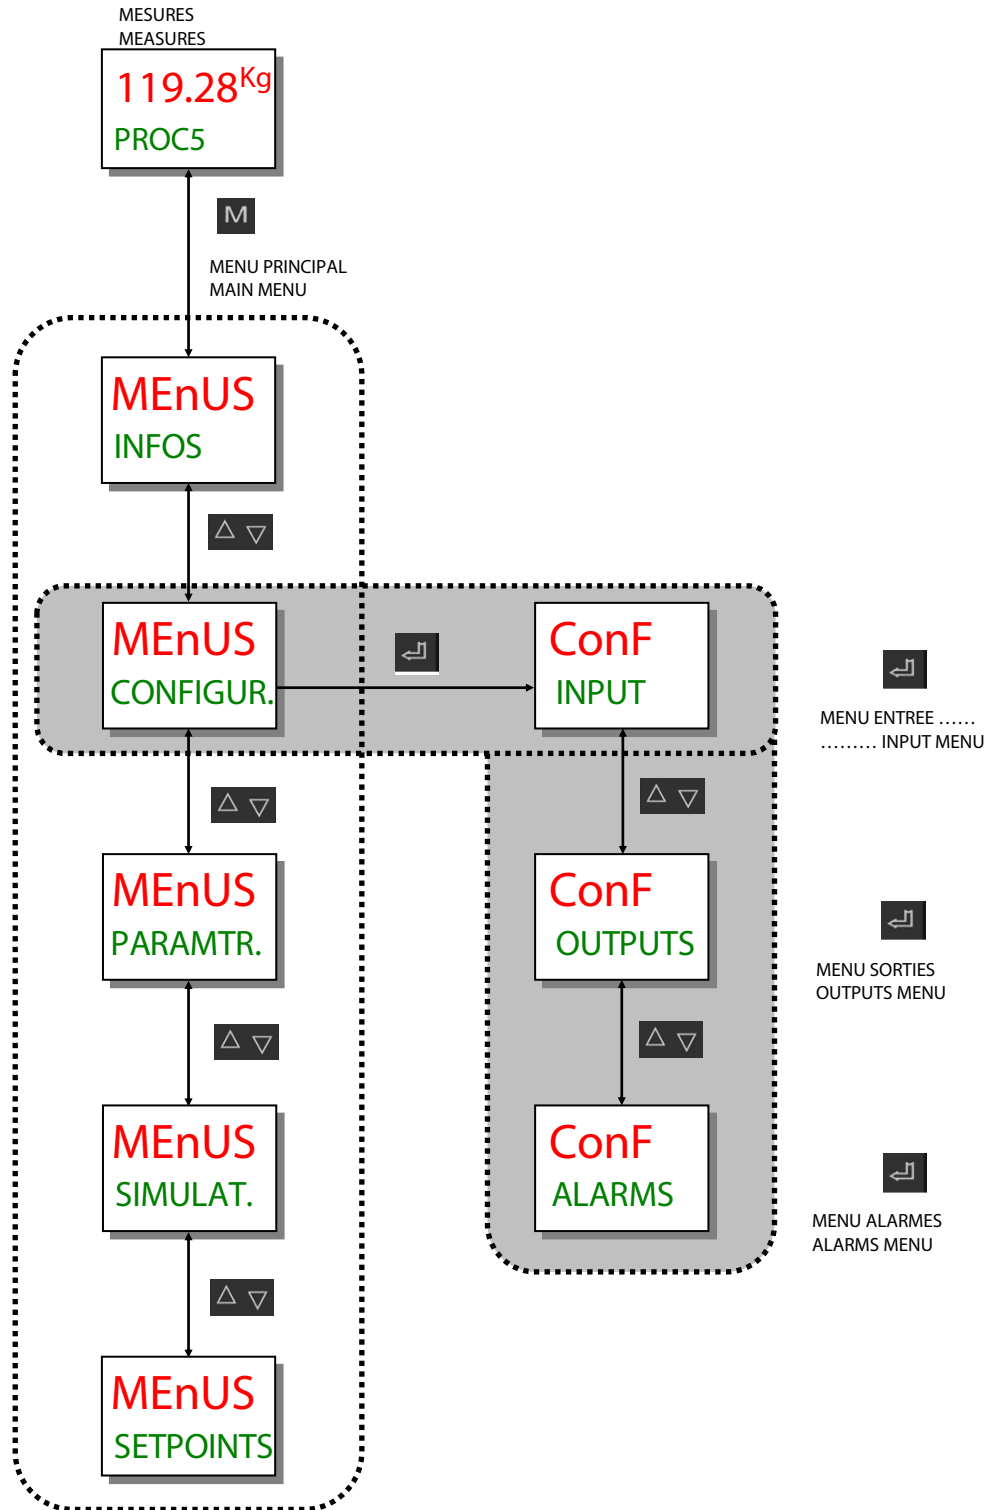 MESURES
MEASURES
119.28Kg
PROC5
M
MENU PRINCIPAL
MAIN MENU
MEnUS
INFOS
MEnUS
CONFIGUR.
ConF
INPUT
MENU ENTREE ......
......... INPUT MENU
MEnUS
PARAMTR.
ConF
OUTPUTS
MENU SORTIES
OUTPUTS MENU
MEnUS
SIMULAT.
ConF
ALARMS
MENU ALARMES
ALARMS MENU
MEnUS
SETPOINTS